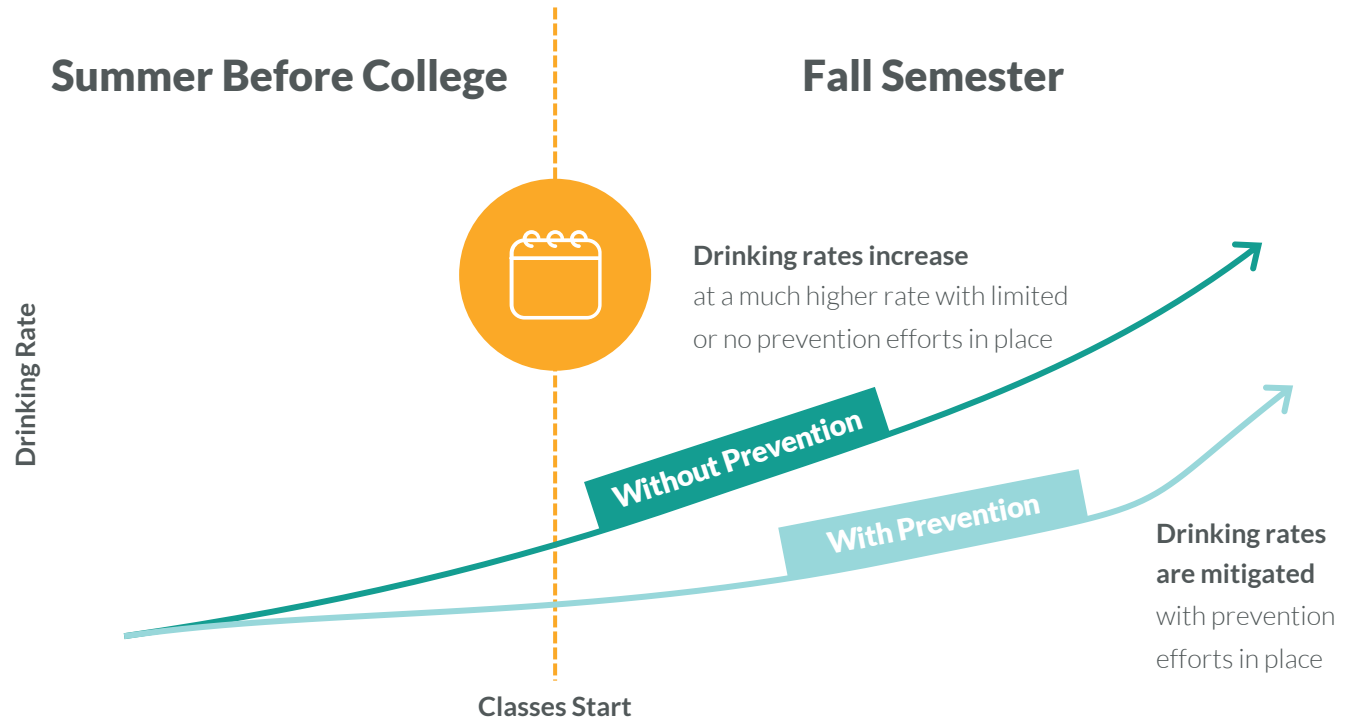 Summer Before College
Fall Semester
Drinking rates increase
at a much higher rate with limited
or no prevention efforts in place
Drinking Rate
Without Prevention
With Prevention
Drinking rates
are mitigated
with prevention
efforts in place
Classes Start